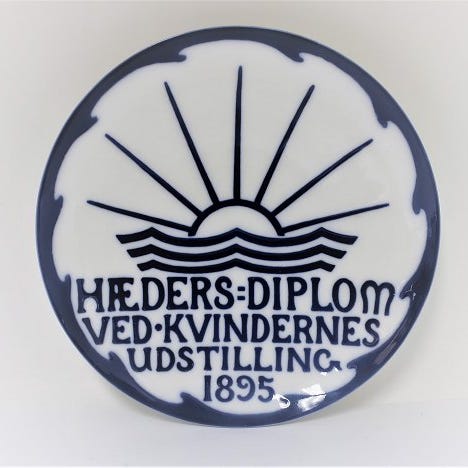 HÆDERS=DIPLOM
VED·KVINDERNES
UDSTILLING
1895